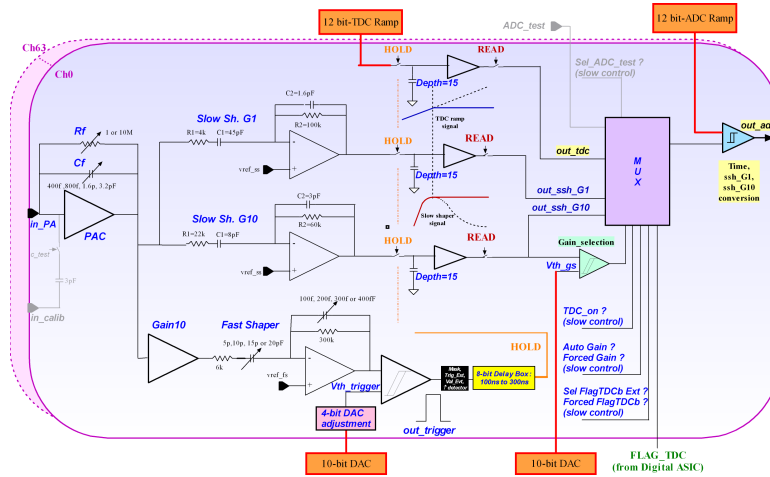 12 bit-TDC Ramp
12 bit-ADC Ramp
ADC_test
Ch63
Ch0
HOLD
READ
Sel_ADC_test ?
(slow control)
Depth=15
C2=1.6pF
R2=100k
Slow Sh. G1
R1=4k
C1=45pF
vref_ss
TDC ramp
signal
Rf
1 or 10M
Cf
400f ,800f, 1.6p, 3.2pF
in_PA
PAC
HOLD
READ
Depth=15
out_tdc
out_ssh_G1
out_ssh_G10
M
U
X
Time,
ssh_G1,
ssh_G10
conversion
Slow shaper
signal
C2=3pF
R2=60k
Slow Sh. G10
R1=22k
C1=8pF
vref_ss
HOLD
READ
Depth=15
Gain_selection
Vth_gs
c_test
3pF
in_calib
100f, 200f, 300f or 400fF
300k
Gain10
Fast Shaper
5p,10p, 15p or 20pF
6k
vref_fs
Vth_trigger
4-bit DAC
adjustment
10-bit DAC
out_trigger
Mask,
Trig_Ext,
Val_Evt,
detector
8-bit Delay Box :
100ns to 300ns
HOLD
10-bit DAC
TDC_on ?
(slow control)
Auto Gain ?
Forced Gain ?
(slow control)
Sel FlagTDCb Ext ?
Forced FlagTDCb ?
(slow control)
FLAG_TDC
(from Digital ASIC)